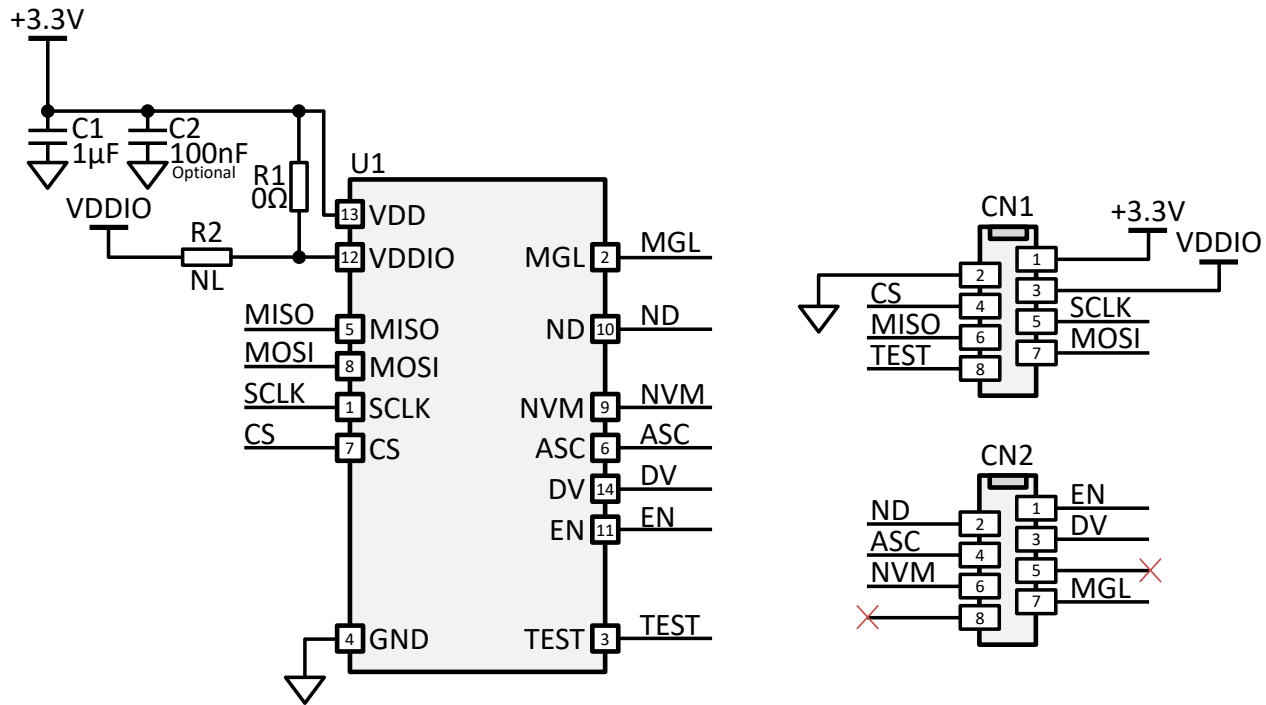 +3.3V
C1
1µF
C2
100nF
Optional
R1
0Ω
VDDIO
R2
NL
U1
13 VDD
12 VDDIO
5 MISO
8 MOSI
1 SCLK
7 CS
4 GND
MISO
MOSI
SCLK
CS
MGL 2 MGL
ND 10 ND
NVM 9 NVM
ASC 6 ASC
DV 14 DV
EN 11 EN
TEST 3 TEST
CN1
+3.3V
VDDIO
1
2
3
CS 4
5 SCLK
MISO 6
7 MOSI
TEST 8
CN2
1 EN
ND 2
3 DV
ASC 4
5
NVM 6
7 MGL
8